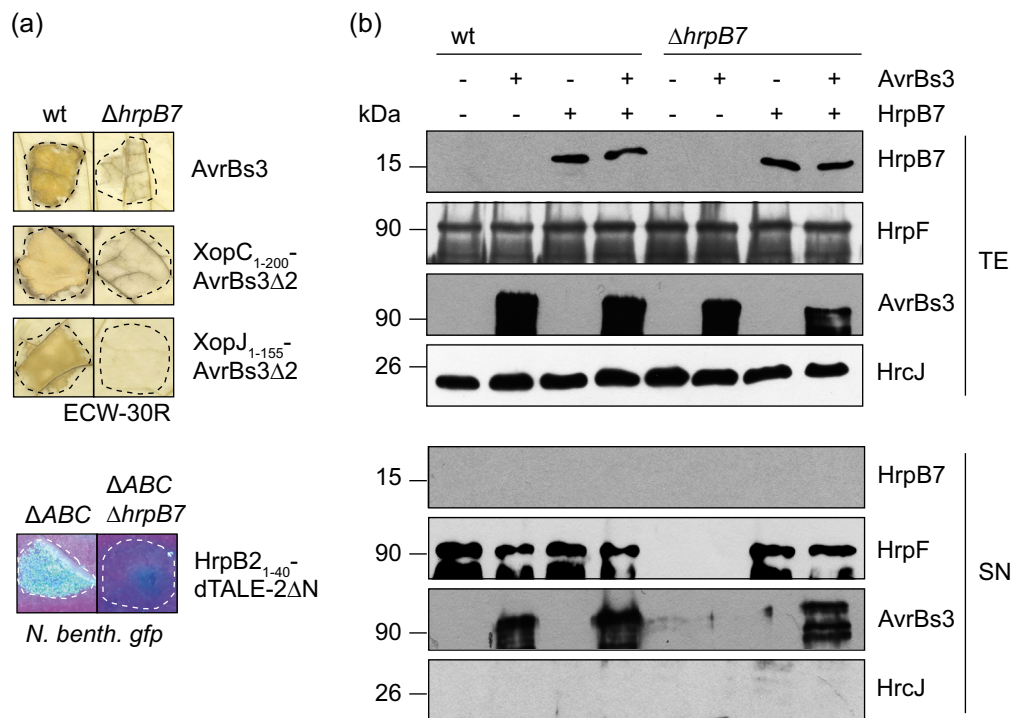 (a)
wt ΔhrpB7
AvrBs3
XopC1-200-
AvrBs3Δ2
XopJ1-155-
AvrBs3Δ2
ECW-30R
ΔABC
ΔABC ΔhrpB7
HrpB21-40-
dTALE-2ΔN
N. benth. gfp
(b)
wt ΔhrpB7
- + - + - + - + AvrBs3
kDa - - + + - - + + HrpB7
15 HrpB7
90 HrpF
90 AvrBs3
26 HrcJ
TE
15 HrpB7
90 HrpF
90 AvrBs3
26 HrcJ
SN